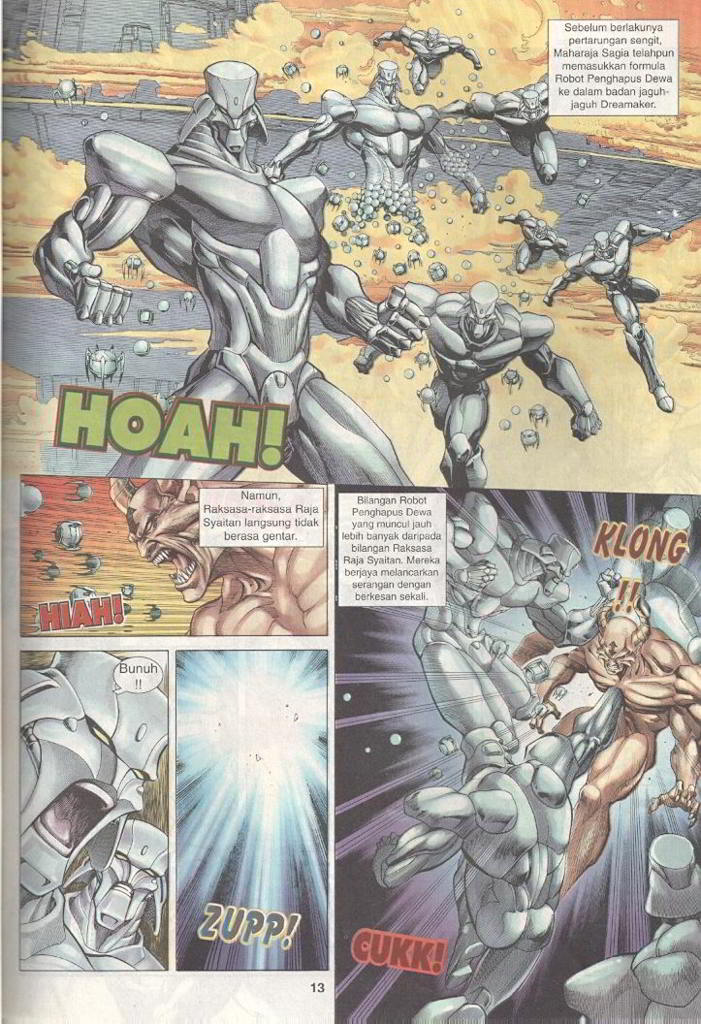 Sebelum berlakunya
pertarungan sengit,
Maharaja Sagia telahpun
memasukkan formula
Robot Penghapus Dewa
ke dalam badan jaguh-
jaguh Dreamaker.
HOAH!
Namun,
Raksasa-raksasa Raja
Syaitan langsung tidak
berasa gentar.
HIAH!
Bilangan Robot
Penghapus Dewa
yang muncul jauh
lebih banyak daripada
bilangan Raksasa
Raja Syaitan. Mereka
berjaya melancarkan
serangan dengan
berkesan sekali.
KLONG
!!
Bunuh
!!
ZUPP!
CUKK!
13